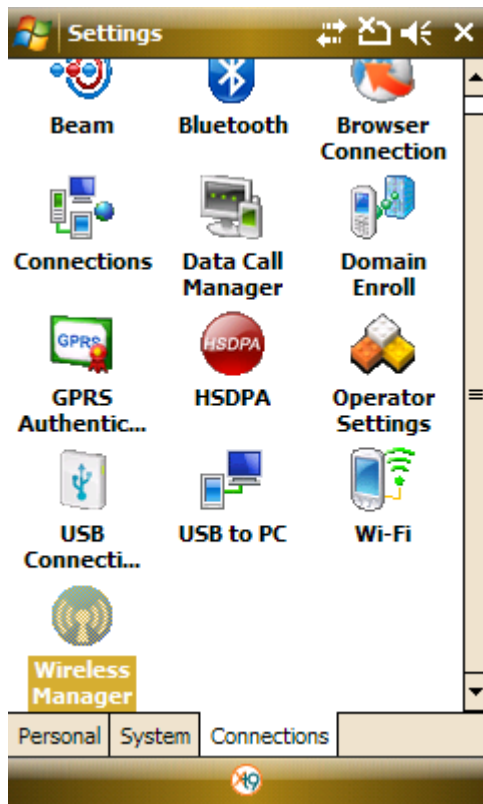 Settings
Beam Bluetooth Browser
Connection
Connections Data Call Domain
Manager Enroll
GPRS
GPRS HSDPA Operator
Authentic... Settings
HSDPA
USB USB to PC Wi-Fi
Connecti...
Wireless
Manager
Personal System Connections